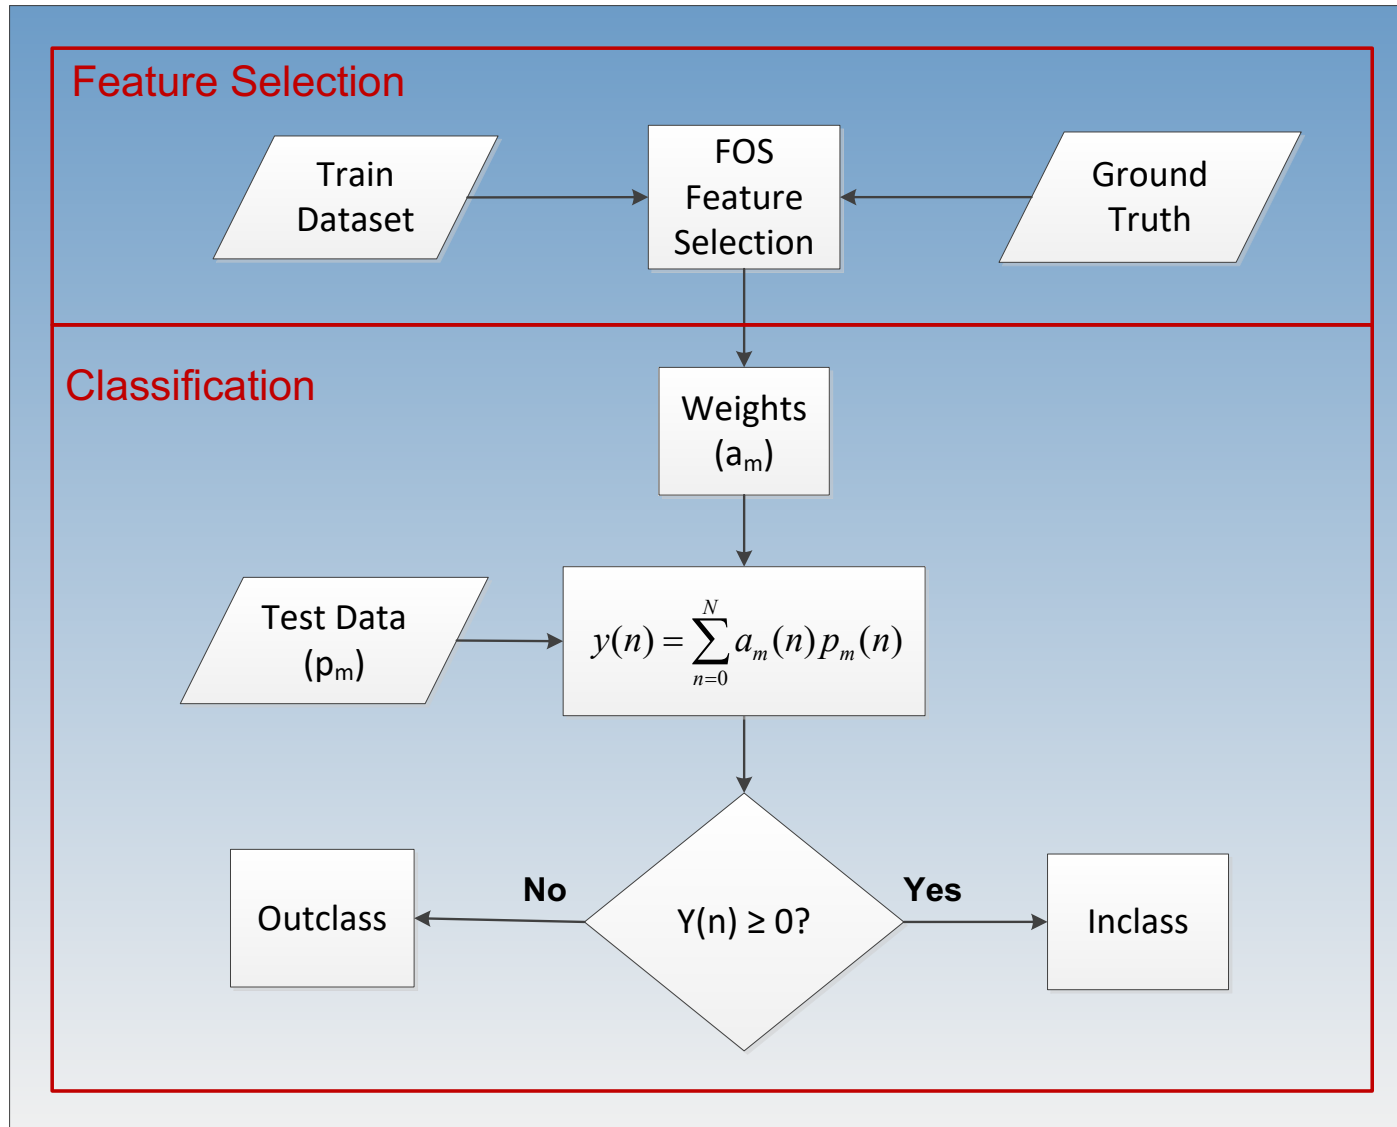 Feature Selection
Train
Dataset
FOS
Feature
Selection
Ground
Truth
Classification
Weights
(aₘ)
Test Data
(pₘ)
y(n) = ∑_{n=0}^{N} a_m(n) p_m(n)
Outclass
No
Y(n) ≥ 0?
Yes
Inclass